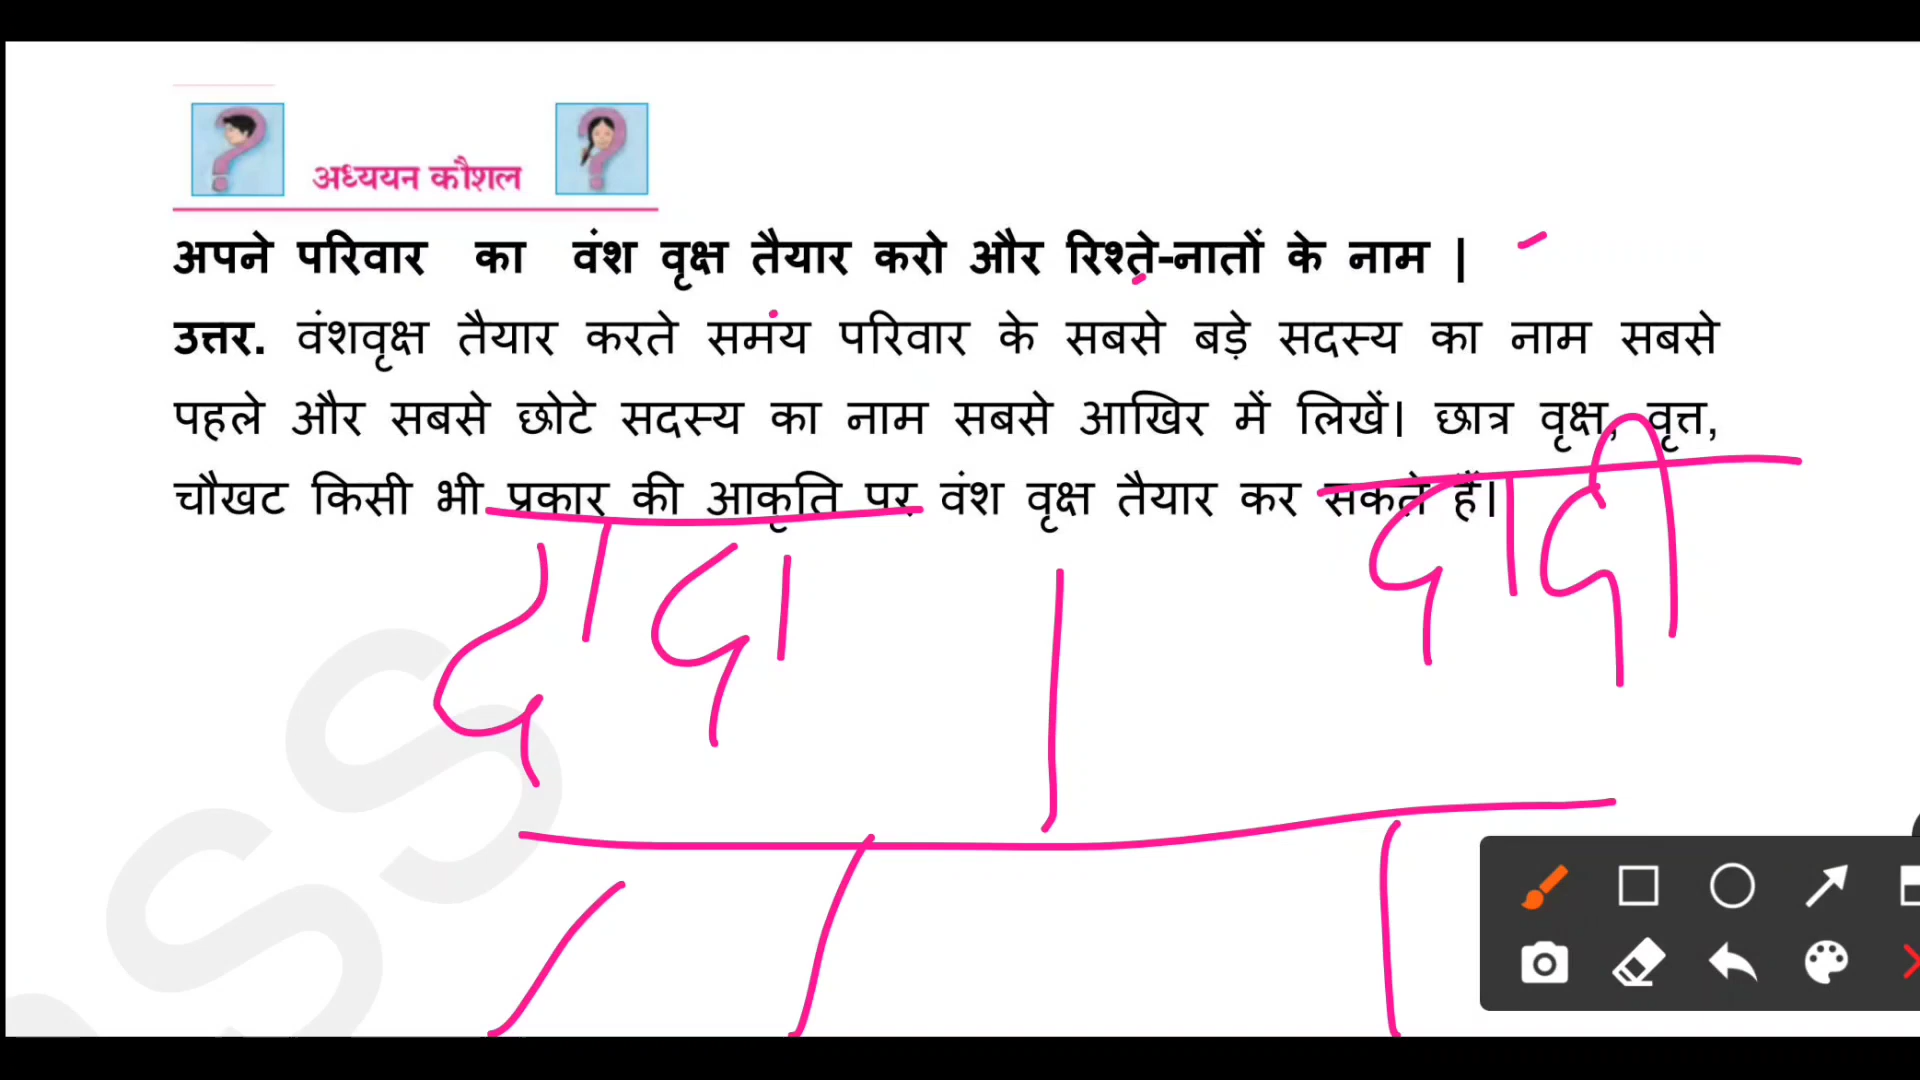 अध्ययन कौशल
अपने परिवार का वंश वृक्ष तैयार करो और रिश्ते-नातों के नाम |
उत्तर. वंशवृक्ष तैयार करते समय परिवार के सबसे बड़े सदस्य का नाम सबसे
पहले और सबसे छोटे सदस्य का नाम सबसे आखिर में लिखें। छात्र वृक्ष, वृत्त,
चौखट किसी भी प्रकार की आकृति पर वंश वृक्ष तैयार कर सकते हैं।
दादा दादी